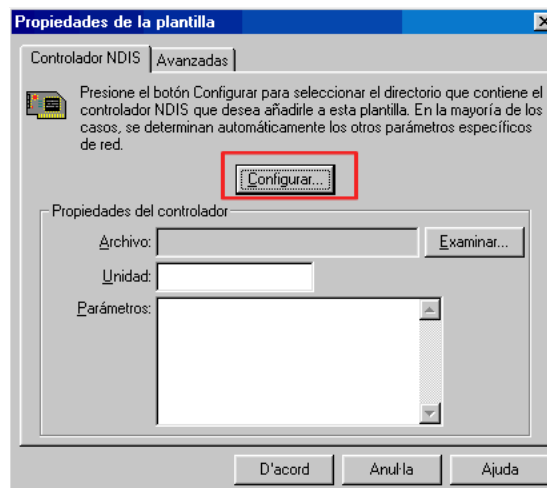 Propiedades de la plantilla
Controlador NDIS
Avanzadas
Presione el botón Configurar para seleccionar el directorio que contiene el
controlador NDIS que desea añadirle a esta plantilla. En la mayoría de los
casos, se determinan automáticamente los otros parámetros específicos
de red.
Configurar...
Propiedades del controlador
Archivo:
Examinar...
Unidad:
Parámetros:
D'acord
Anul·la
Ajuda